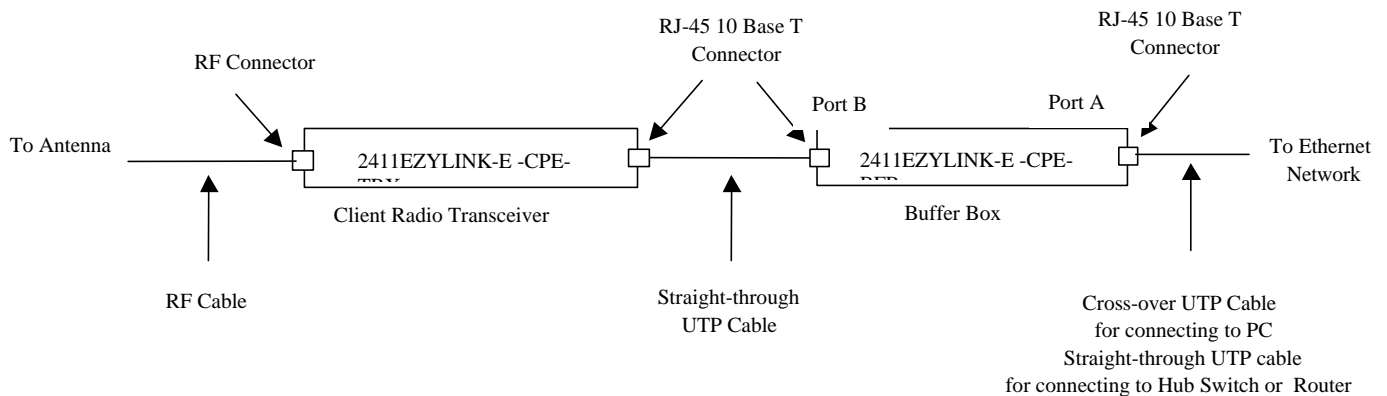 RJ-45 10 Base T
Connector
RJ-45 10 Base T
Connector
RF Connector
Port B
Port A
To Antenna
2411EZYLINK-E -CPE-
2411EZYLINK-E -CPE-
To Ethernet
Network
Client Radio Transceiver
Buffer Box
RF Cable
Straight-through
UTP Cable
Cross-over UTP Cable
for connecting to PC
Straight-through UTP cable
for connecting to Hub Switch or Router